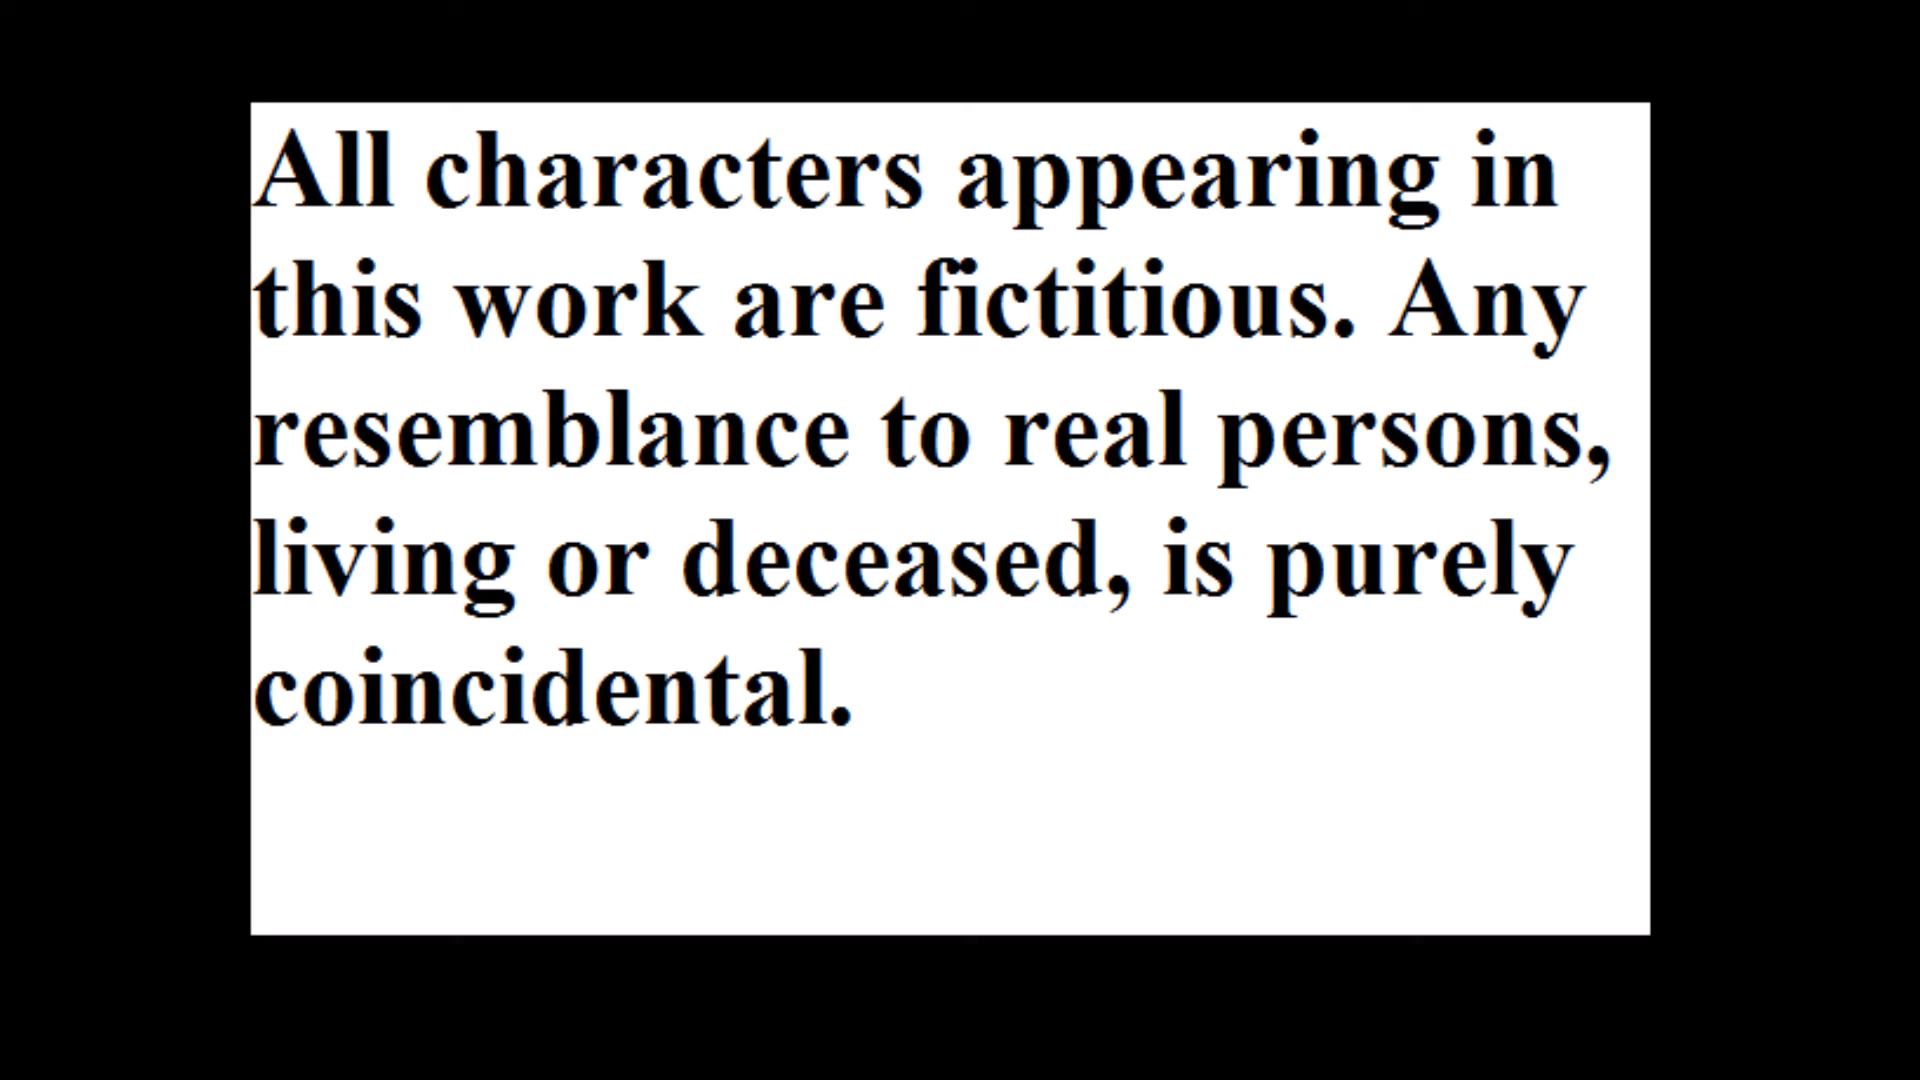 All characters appearing in
this work are fictitious. Any
resemblance to real persons,
living or deceased, is purely
coincidental.